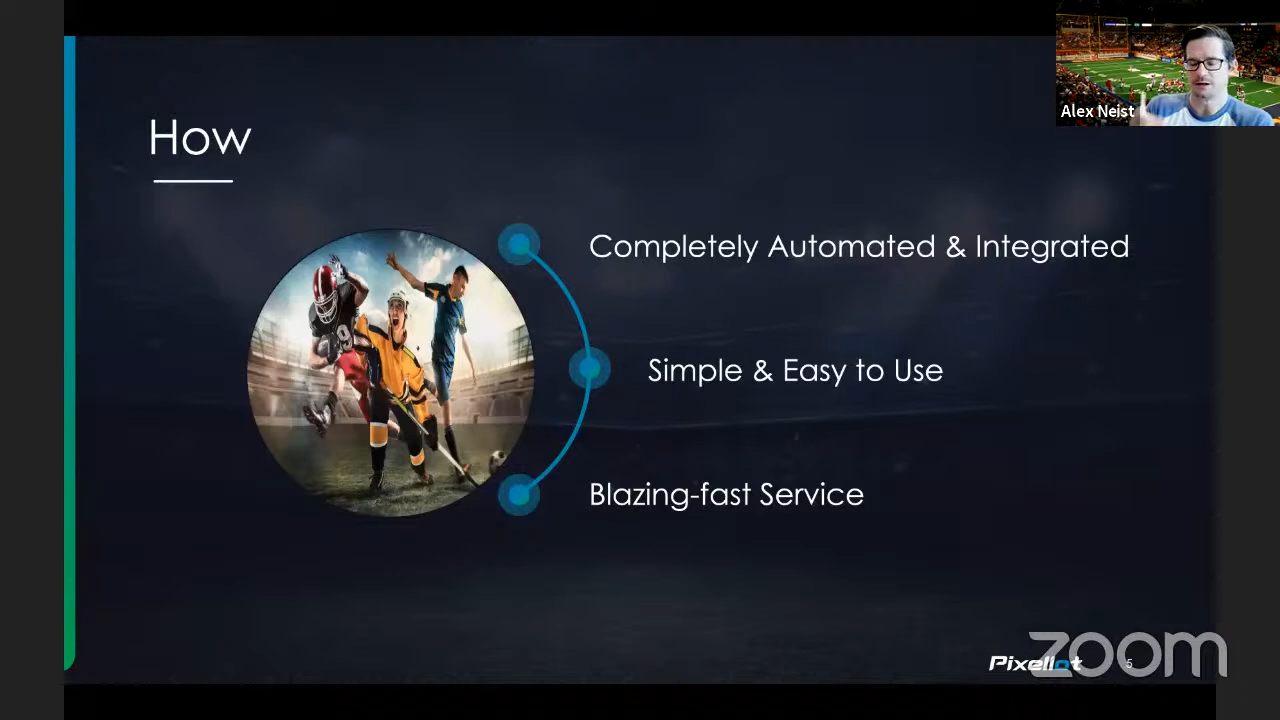 Alex Neist
How
Completely Automated & Integrated
Simple & Easy to Use
Blazing-fast Service
Pixellot
5
zoom